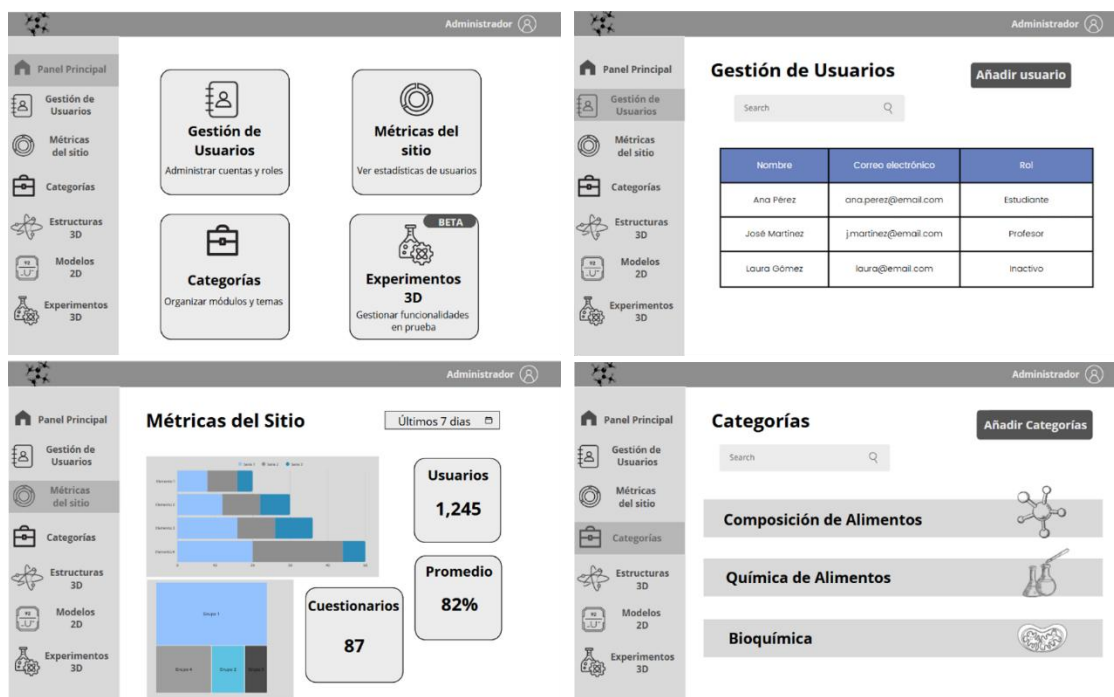 Administrador
Panel Principal
Gestión de
Usuarios
Métricas
del sitio
Categorías
Estructuras
3D
Modelos
2D
Experimentos
3D
Gestión de
Usuarios
Administrar cuentas y roles
Métricas del
sitio
Ver estadísticas de usuarios
Categorías
Organizar módulos y temas
BETA
Experimentos
3D
Gestionar funcionalidades
en prueba
Administrador
Panel Principal
Gestión de
Usuarios
Métricas
del sitio
Categorías
Estructuras
3D
Modelos
2D
Experimentos
3D
Gestión de Usuarios
Añadir usuario
Search
Nombre Correo electrónico Rol
Ana Pérez ana.perez@email.com Estudiante
José Martinez j.martinez@email.com Profesor
Laura Gómez laura@email.com Inactivo
Administrador
Panel Principal
Gestión de
Usuarios
Métricas
del sitio
Categorías
Estructuras
3D
Modelos
2D
Experimentos
3D
Métricas del Sitio
Últimos 7 dias
Usuarios
1,245
Promedio
82%
Cuestionarios
87
Grupo 1
Administrador
Panel Principal
Gestión de
Usuarios
Métricas
del sitio
Categorías
Estructuras
3D
Modelos
2D
Experimentos
3D
Categorías
Añadir Categorías
Search
Composición de Alimentos
Química de Alimentos
Bioquímica